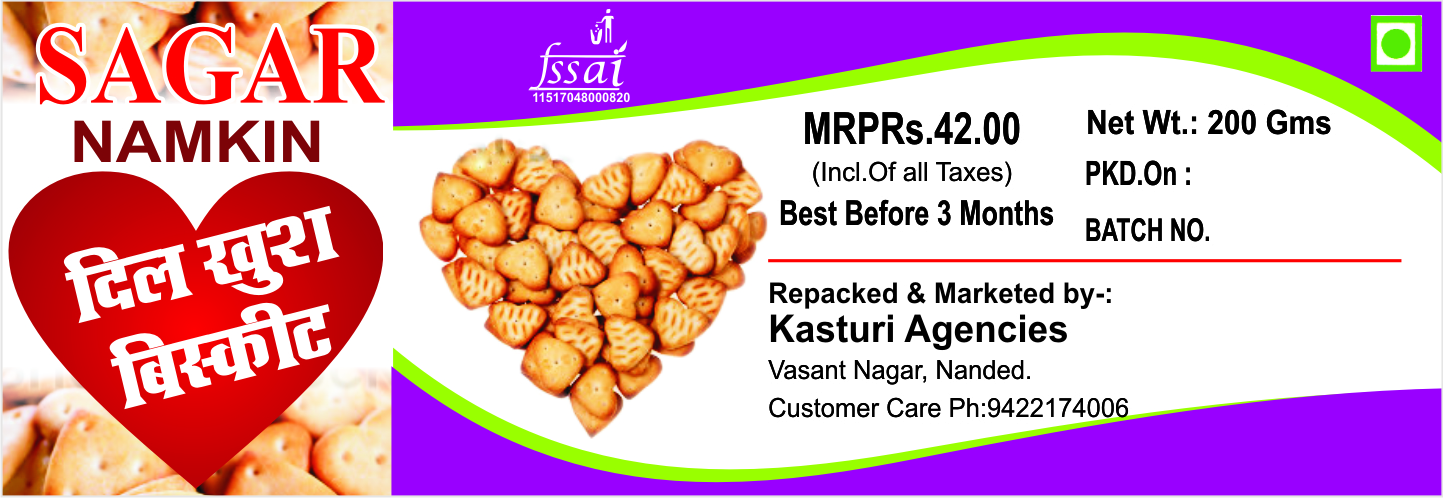 SAGAR
NAMKIN
दिल खुश
बिस्कीट
fssai
11517048000820
MRPRs.42.00
(Incl.Of all Taxes)
Best Before 3 Months
Net Wt.: 200 Gms
PKD.On :
BATCH NO.
Repacked & Marketed by-:
Kasturi Agencies
Vasant Nagar, Nanded.
Customer Care Ph:9422174006